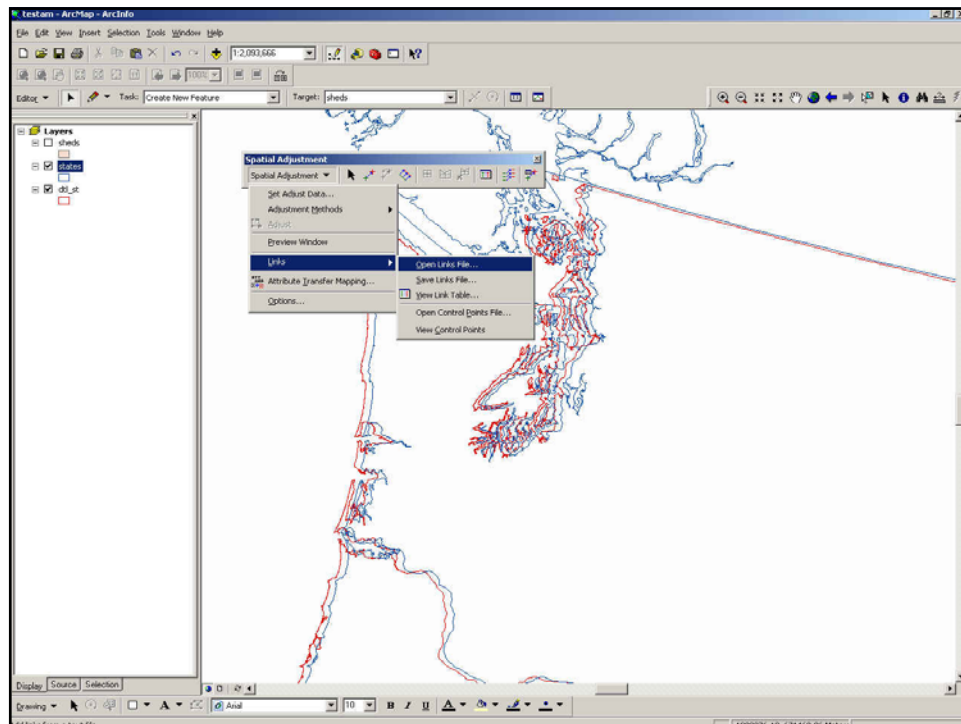 testam - ArcMap - ArcInfo
File Edit View Insert Selection Tools Window Help
1:2,093,666
100%
Editor Task: Create New Feature Target: sheds
Layers
sheds
states
dtl_st
Spatial Adjustment
Spatial Adjustment
Set Adjust Data...
Adjustment Methods
Adjust
Preview Window
Links
Attribute Transfer Mapping...
Options...
Open Links File...
Save Links File...
View Link Table...
Open Control Points File...
View Control Points
Display Source Selection
Drawing A Arial 10 B I U A